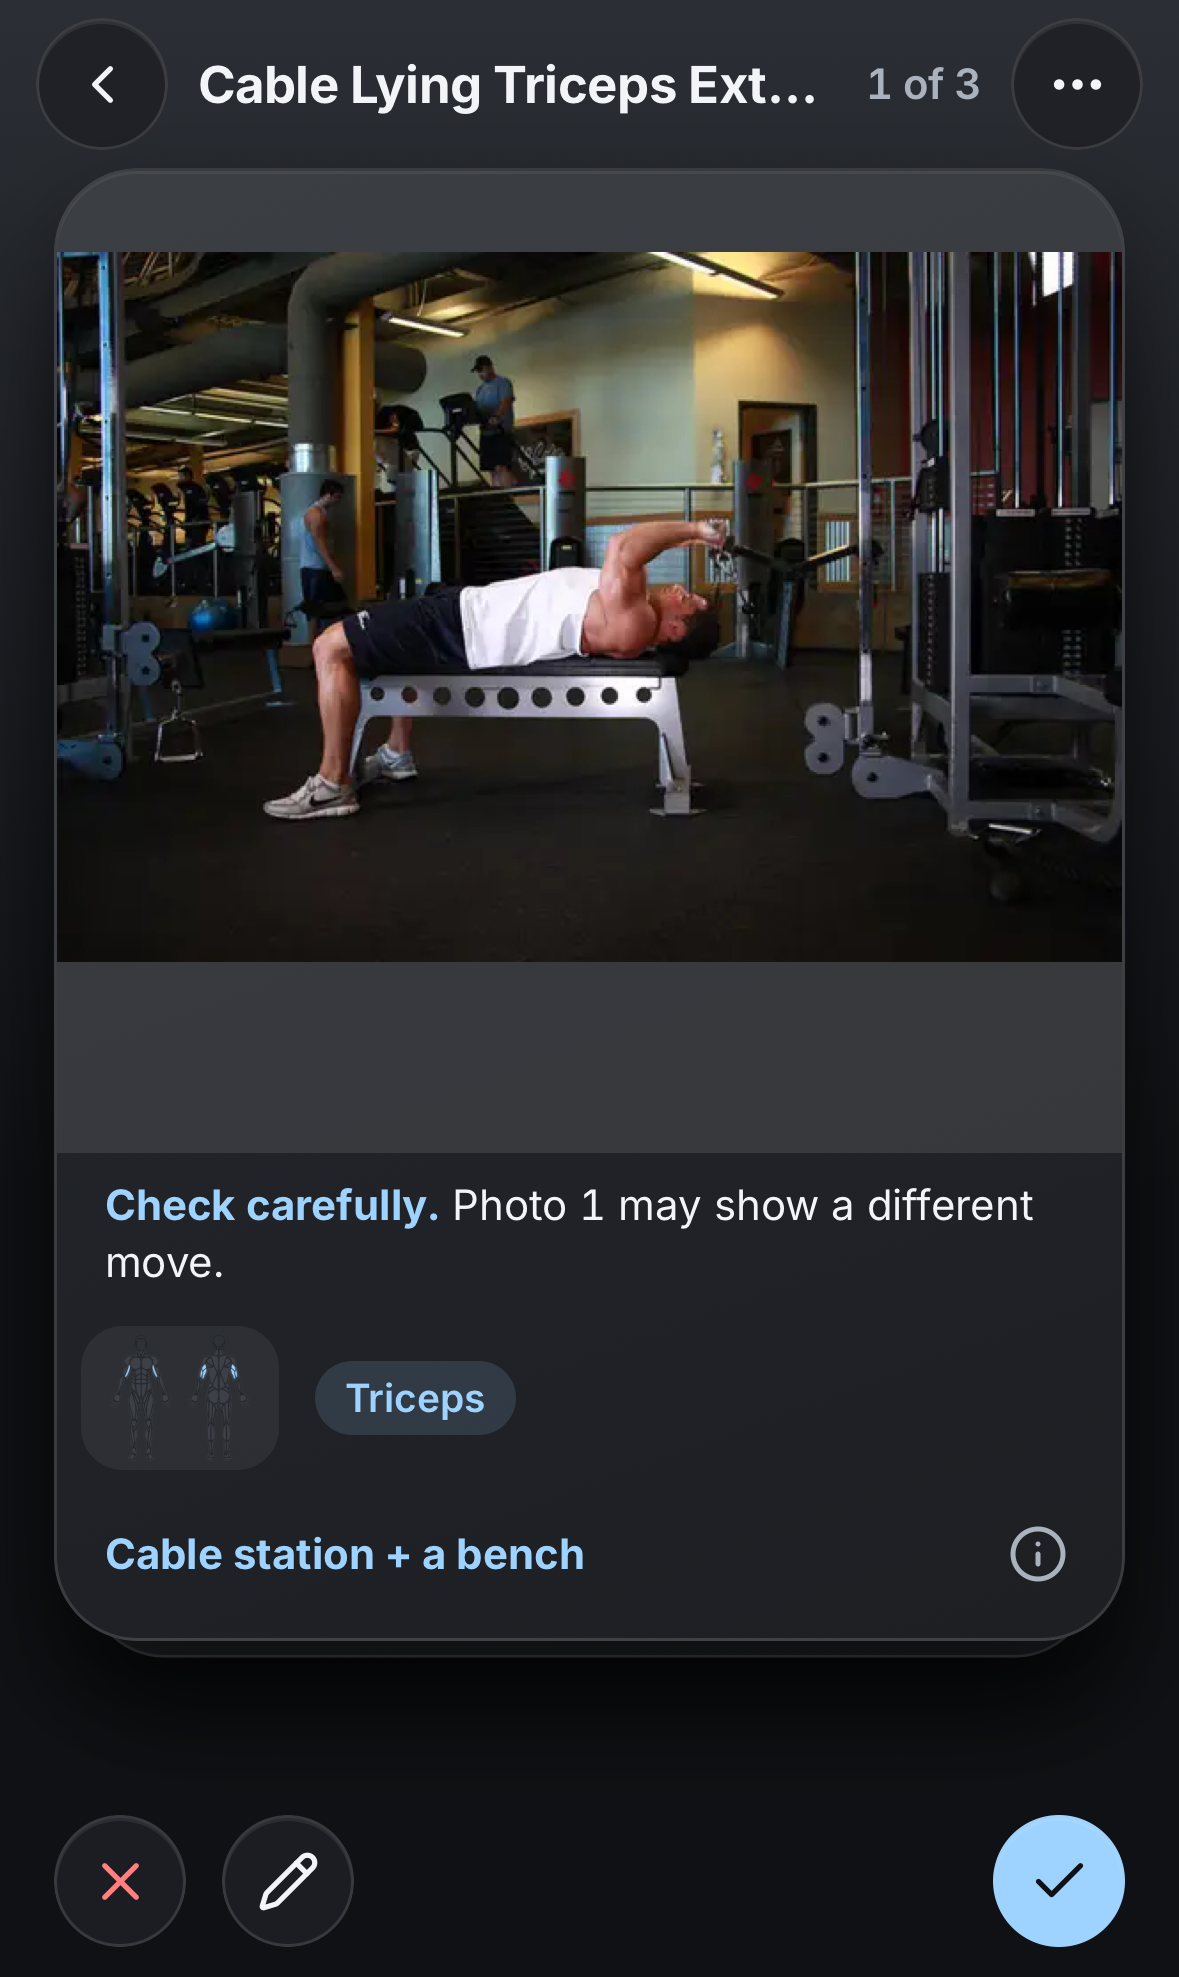 Cable Lying Triceps Ext...
1 of 3
Check carefully. Photo 1 may show a different
move.
Triceps
Cable station + a bench